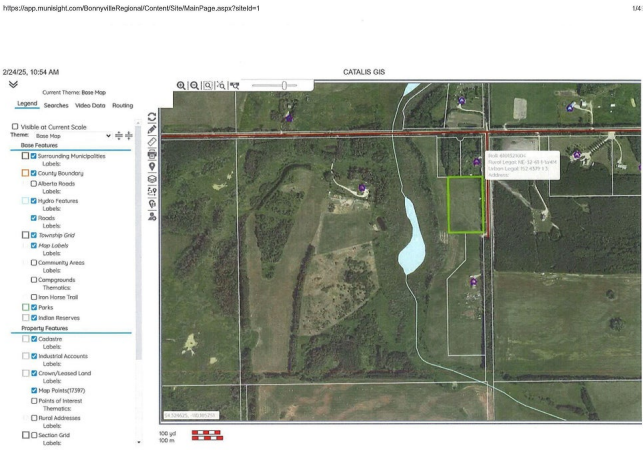 https://app.munisight.com/BonnyvilleRegional/Content/Site/MainPage.aspx?siteId=1
1/4
2/24/25, 10:54 AM
CATALIS GIS
Current Theme: Base Map
Legend Searches Video Data Routing
Visible at Current Scale
Theme: Base Map
Base Features
Surrounding Municipalities
Labels:
County Boundary
Alberta Roads
Labels:
Hydro Features
Labels:
Roads
Labels:
Township Grid
Map Labels
Labels:
Community Areas
Labels:
Campgrounds
Thematics:
Iron Horse Trail
Parks
Indian Reserves
Property Features
Cadastre
Labels:
Industrial Accounts
Labels:
Crown/Leased Land
Labels:
Map Points(17397)
Points of Interest
Thematics:
Rural Addresses
Labels:
Section Grid
Labels:
Rural Legal:
Urban Legal:
Address:
100 yd
100 m